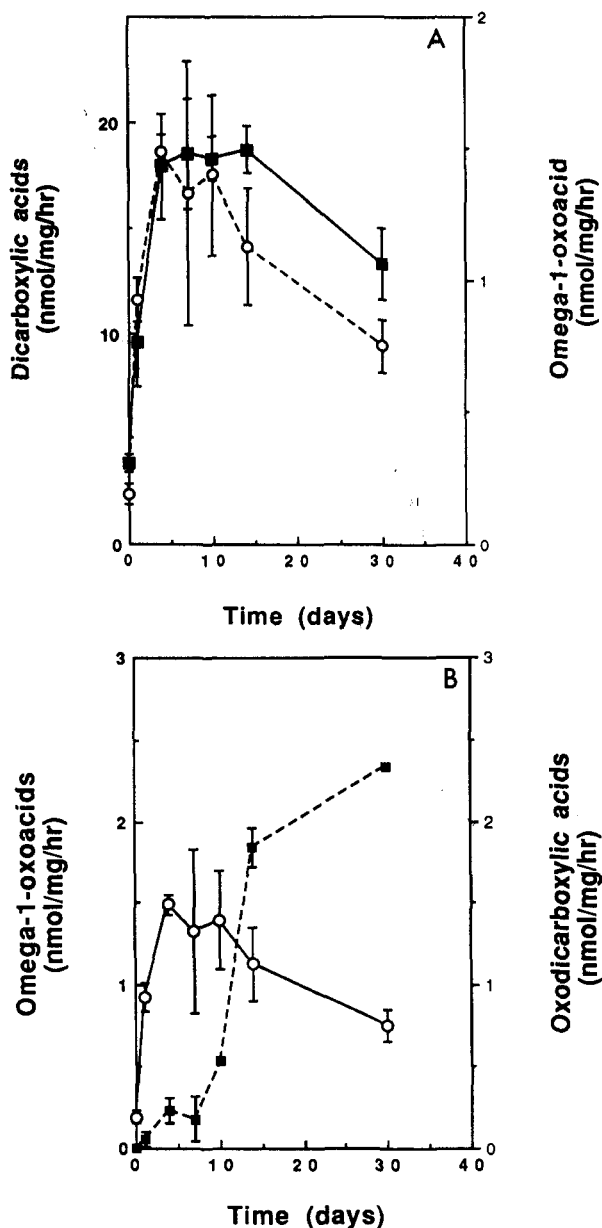 A
Dicarboxylic acids
(nmol/mg/hr)
20
10
0
2
1
0
Omega-1-oxoacid
(nmol/mg/hr)
0 10 20 30 40
Time (days)
B
Omega-1-oxoacids
(nmol/mg/hr)
3
2
1
0
3
2
1
0
Oxodicarboxylic acids
(nmol/mg/hr)
0 10 20 30 40
Time (days)